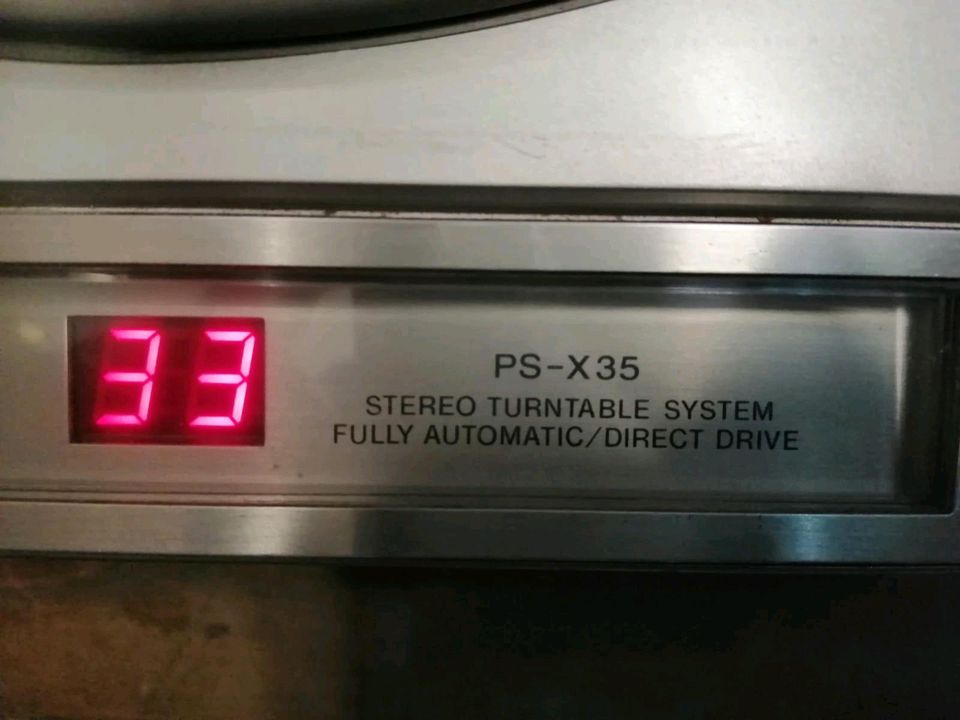 33
PS-X35
STEREO TURNTABLE SYSTEM
FULLY AUTOMATIC/DIRECT DRIVE